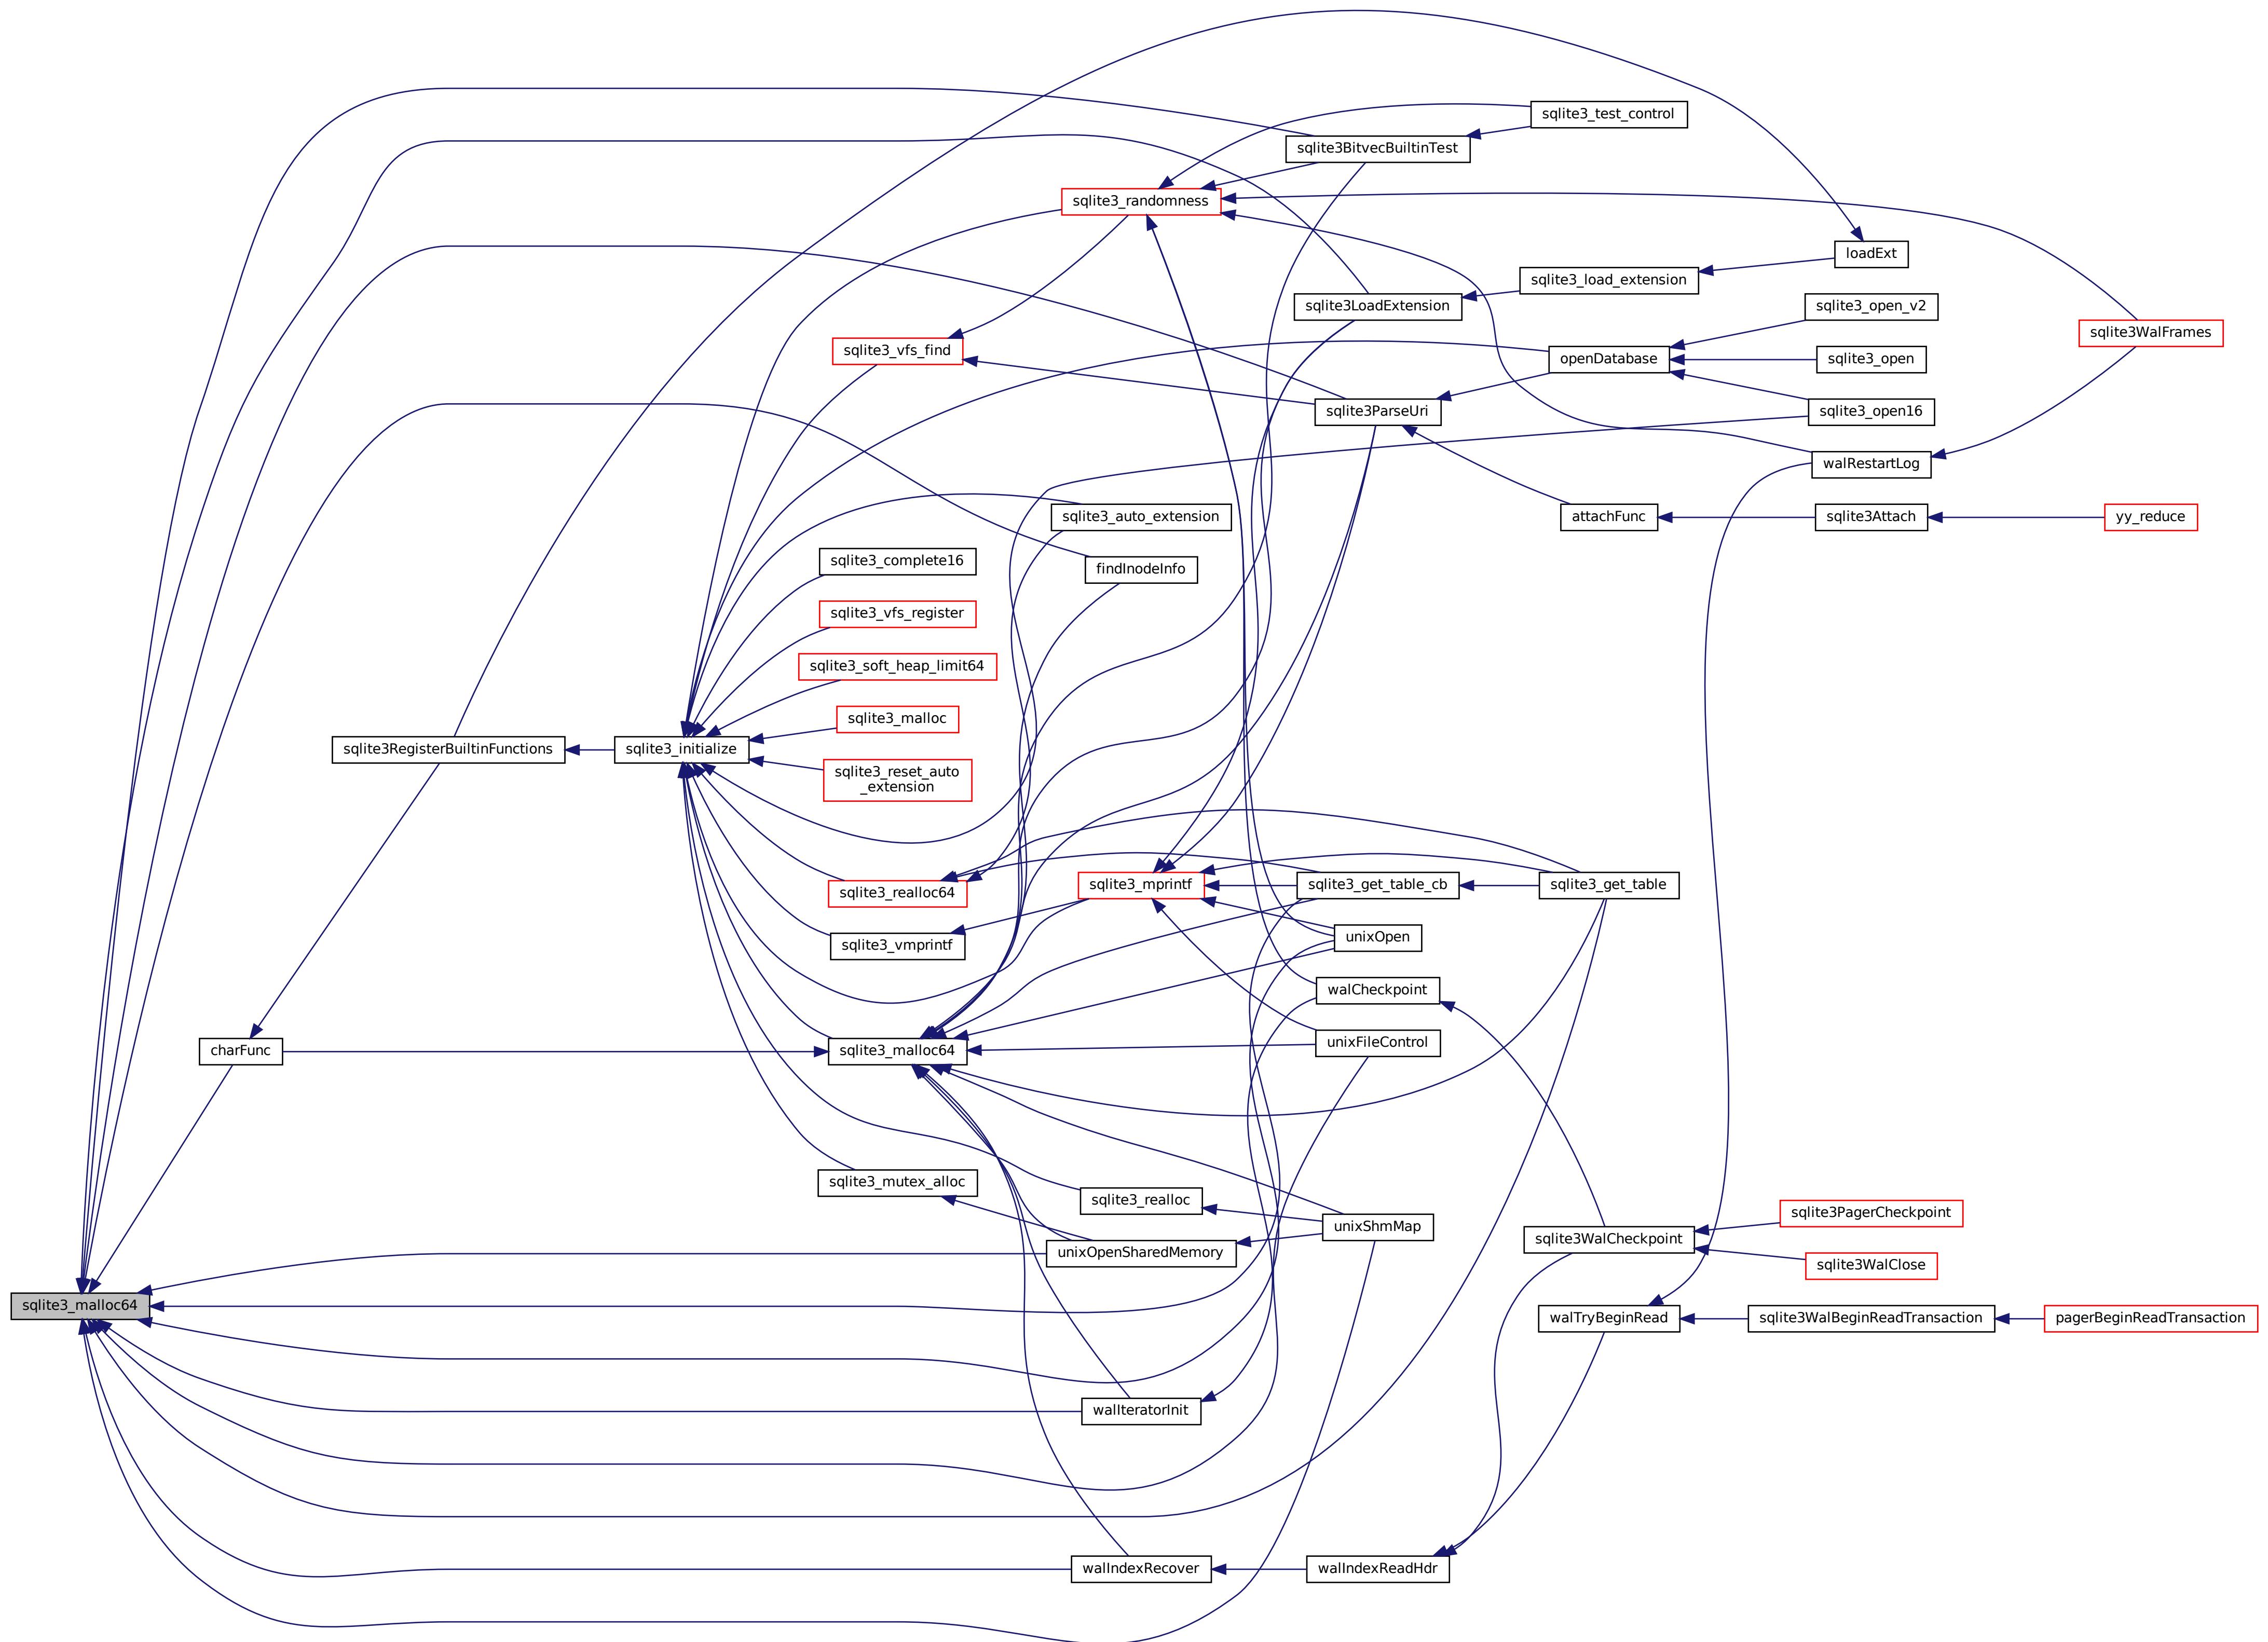 sqlite3_test_control
sqlite3BitvecBuiltinTest
sqlite3_randomness
loadExt
sqlite3_load_extension
sqlite3LoadExtension
sqlite3_open_v2
sqlite3WalFrames
sqlite3_vfs_find
openDatabase
sqlite3_open
sqlite3ParseUri
sqlite3_open16
walRestartLog
sqlite3_auto_extension
attachFunc
sqlite3Attach
yy_reduce
sqlite3_complete16
findInodeInfo
sqlite3_vfs_register
sqlite3_soft_heap_limit64
sqlite3_malloc
sqlite3RegisterBuiltinFunctions
sqlite3_initialize
sqlite3_reset_auto
_extension
sqlite3_realloc64
sqlite3_mprintf
sqlite3_get_table_cb
sqlite3_get_table
sqlite3_vmprintf
unixOpen
walCheckpoint
charFunc
sqlite3_malloc64
unixFileControl
sqlite3_mutex_alloc
sqlite3_realloc
unixShmMap
sqlite3PagerCheckpoint
sqlite3WalCheckpoint
unixOpenSharedMemory
sqlite3WalClose
sqlite3_malloc64
walTryBeginRead
sqlite3WalBeginReadTransaction
pagerBeginReadTransaction
walIteratorInit
walIndexRecover
walIndexReadHdr